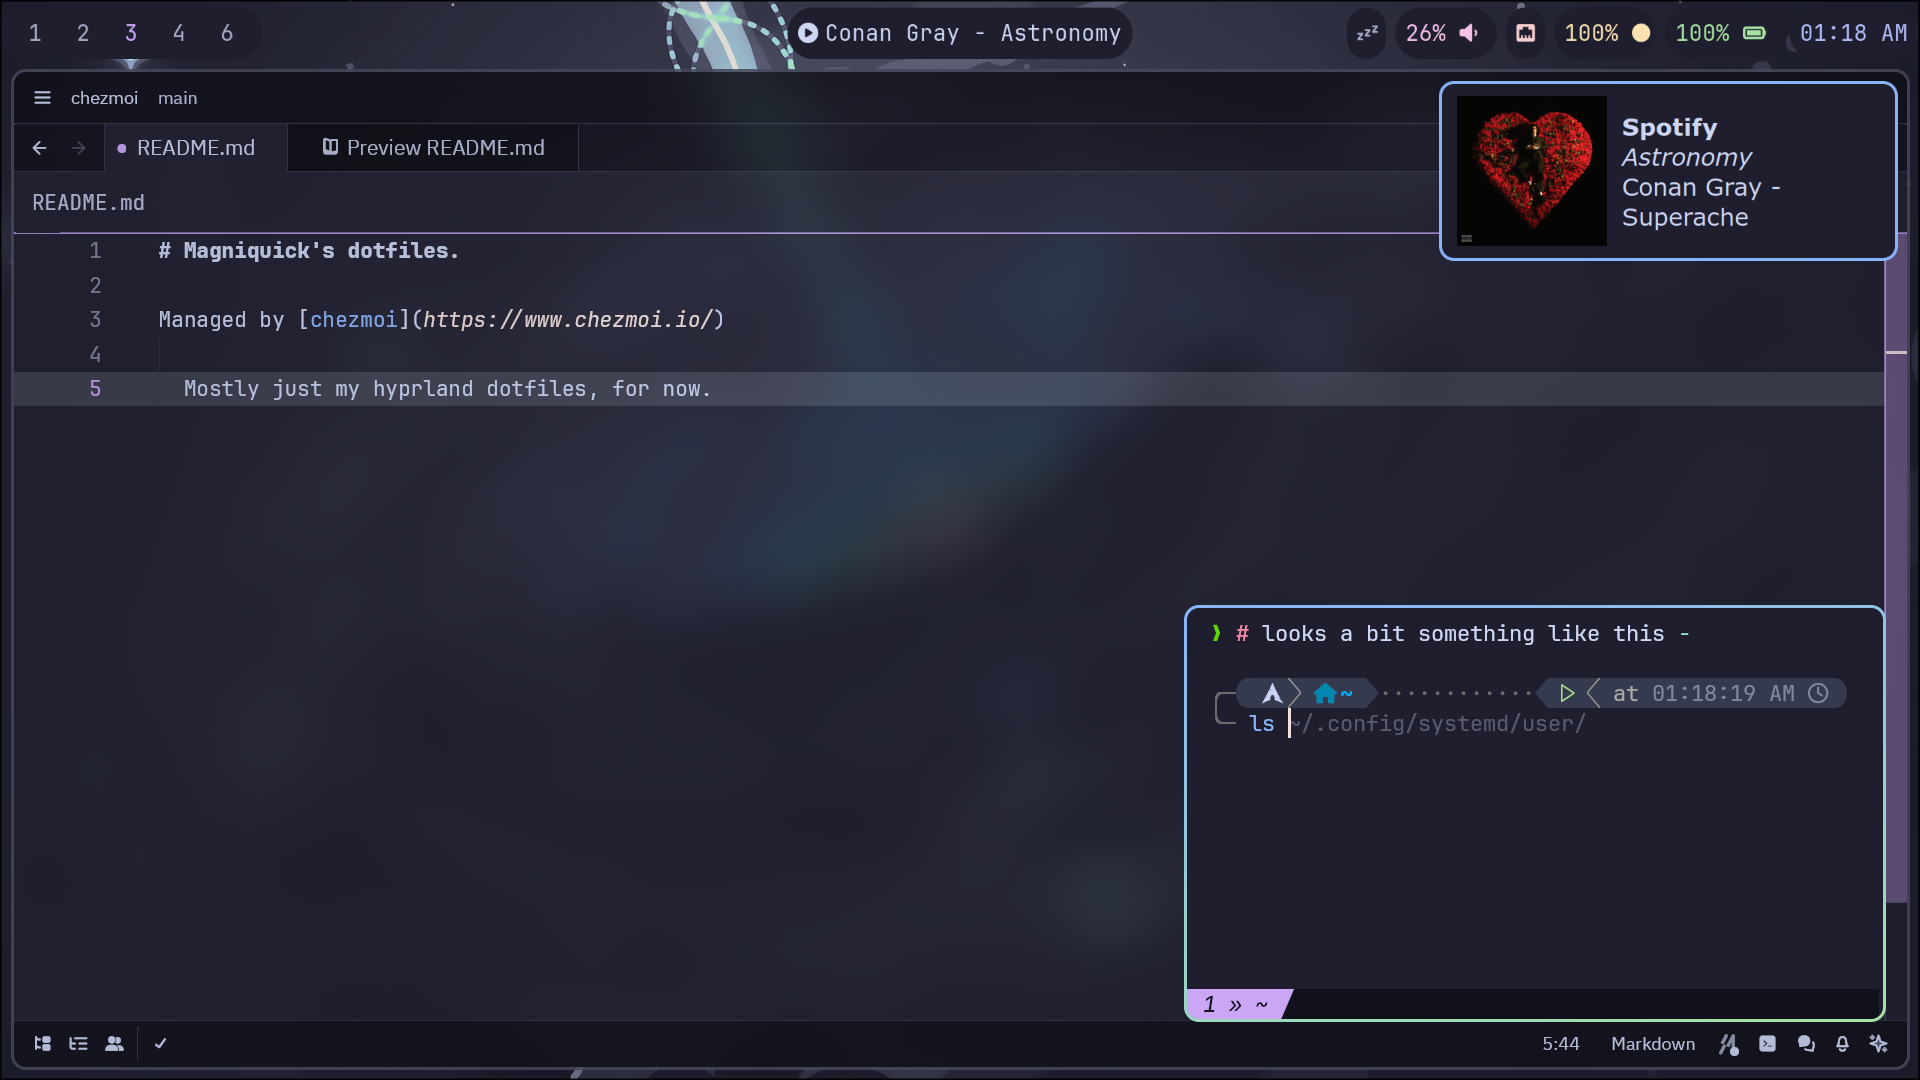 1 2 3 4 6
Conan Gray - Astronomy
zzz
26%
100%
100%
01:18 AM
chezmoi main
README.md
Preview README.md
Spotify
Astronomy
Conan Gray -
Superache
README.md
1 # Magniquick's dotfiles.
2
3 Managed by [chezmoi](https://www.chezmoi.io/)
4
5 Mostly just my hyprland dotfiles, for now.
❱ # looks a bit something like this -
~ ············ at 01:18:19 AM
ls ~/.config/systemd/user/
1 » ~
5:44 Markdown